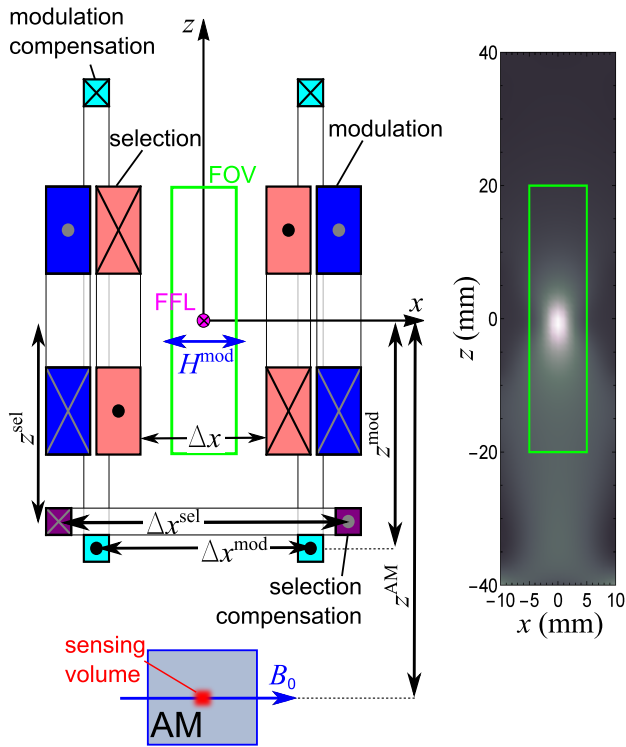 modulation
compensation
z
selection
modulation
FOV
FFL
x
H^mod
z^sel
Δx
z^mod
Δx^sel
Δx^mod
selection
compensation
z^AM
sensing
volume
B_0
AM
40
20
0
−20
−40
z (mm)
−10 −5 0 5 10
x (mm)